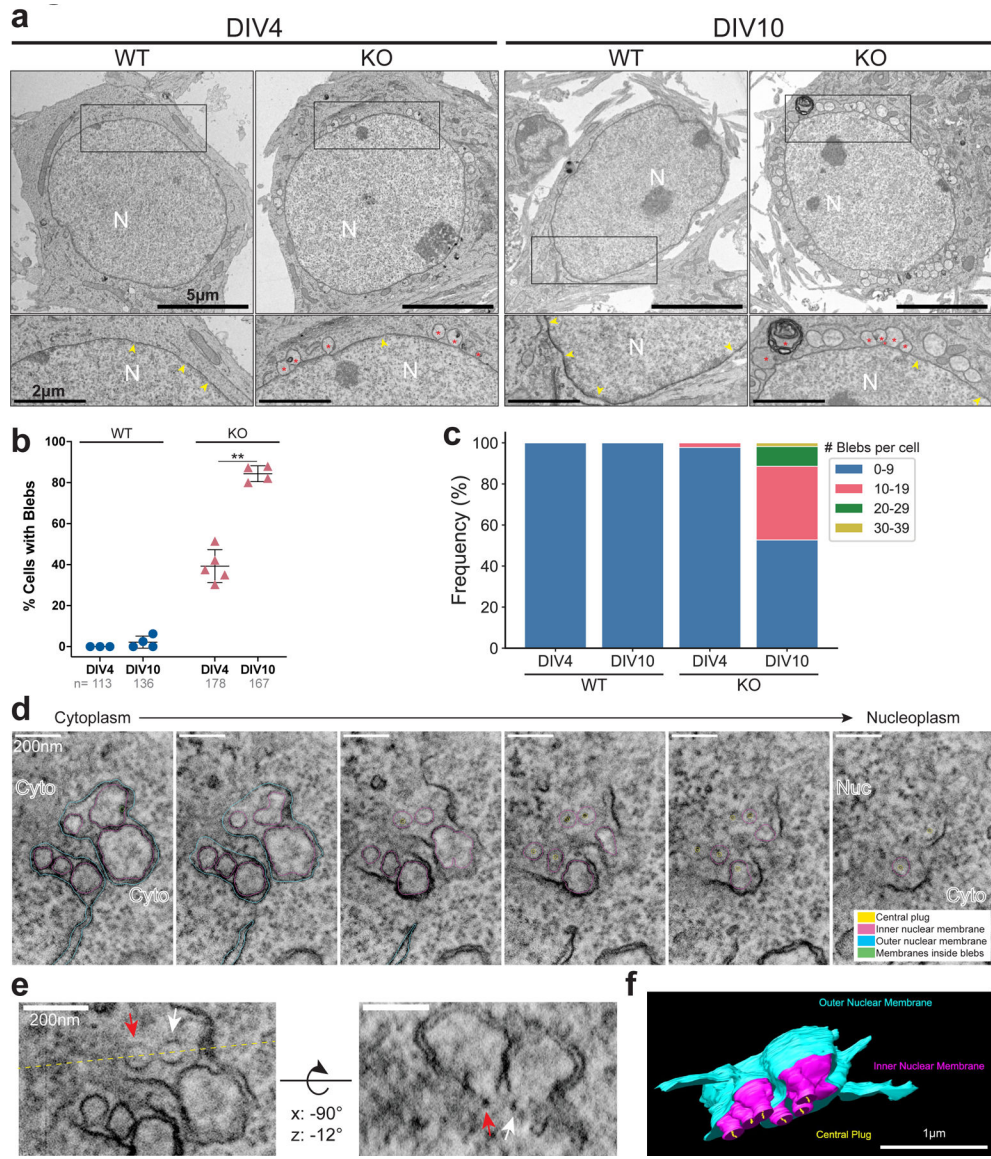 a
DIV4 DIV10
WT KO WT KO
N N N N
5μm
N N N
2μm
b
WT KO
% Cells with Blebs
100
80
60
40
20
0
**
DIV4 DIV10 DIV4 DIV10
n= 113 136 178 167
c
Frequency (%)
100
80
60
40
20
0
# Blebs per cell
0-9
10-19
20-29
30-39
DIV4 DIV10 DIV4 DIV10
WT KO
d
Cytoplasm Nucleoplasm
200nm
Cyto Nuc
Cyto Cyto
Central plug
Inner nuclear membrane
Outer nuclear membrane
Membranes inside blebs
e
200nm
x: -90°
z: -12°
f
Outer Nuclear Membrane
Inner Nuclear Membrane
Central Plug
1μm